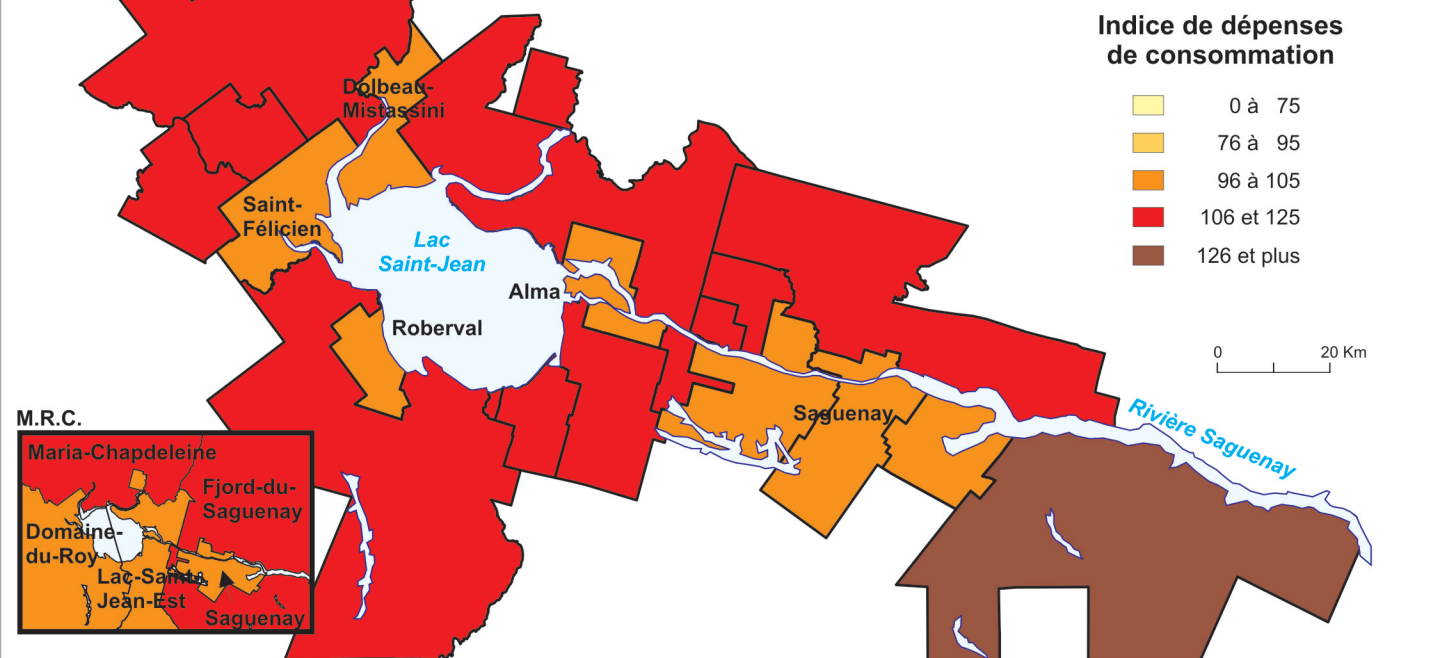 Indice de dépenses
de consommation
0 à 75
76 à 95
96 à 105
106 et 125
126 et plus
0 20 Km
Dolbeau-
Mistassini
Saint-
Félicien
Lac
Saint-Jean
Alma
Roberval
Saguenay
Rivière Saguenay
M.R.C.
Maria-Chapdeleine
Fjord-du-
Saguenay
Domaine-
du-Roy
Lac-Saint-
Jean-Est
Saguenay